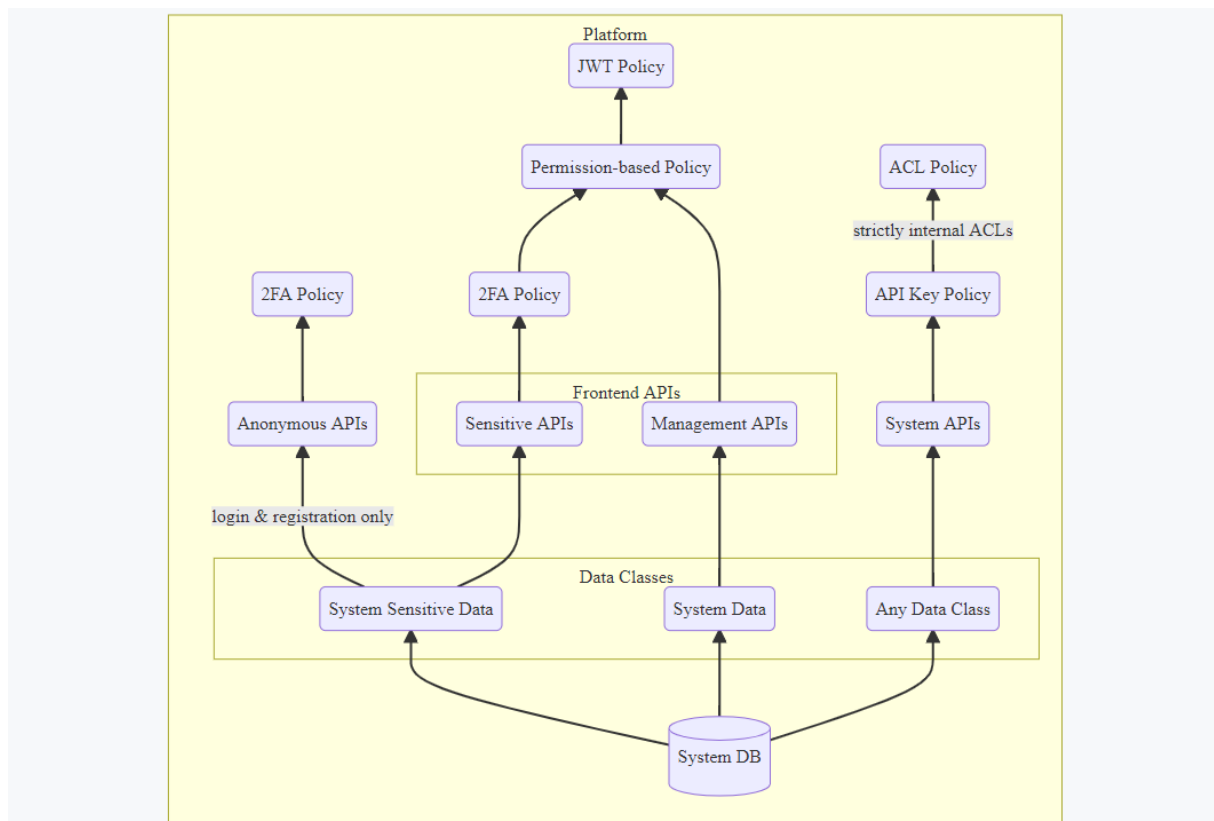 Platform
JWT Policy
Permission-based Policy
ACL Policy
strictly internal ACLs
2FA Policy
2FA Policy
API Key Policy
Frontend APIs
Anonymous APIs
Sensitive APIs
Management APIs
System APIs
login & registration only
Data Classes
System Sensitive Data
System Data
Any Data Class
System DB